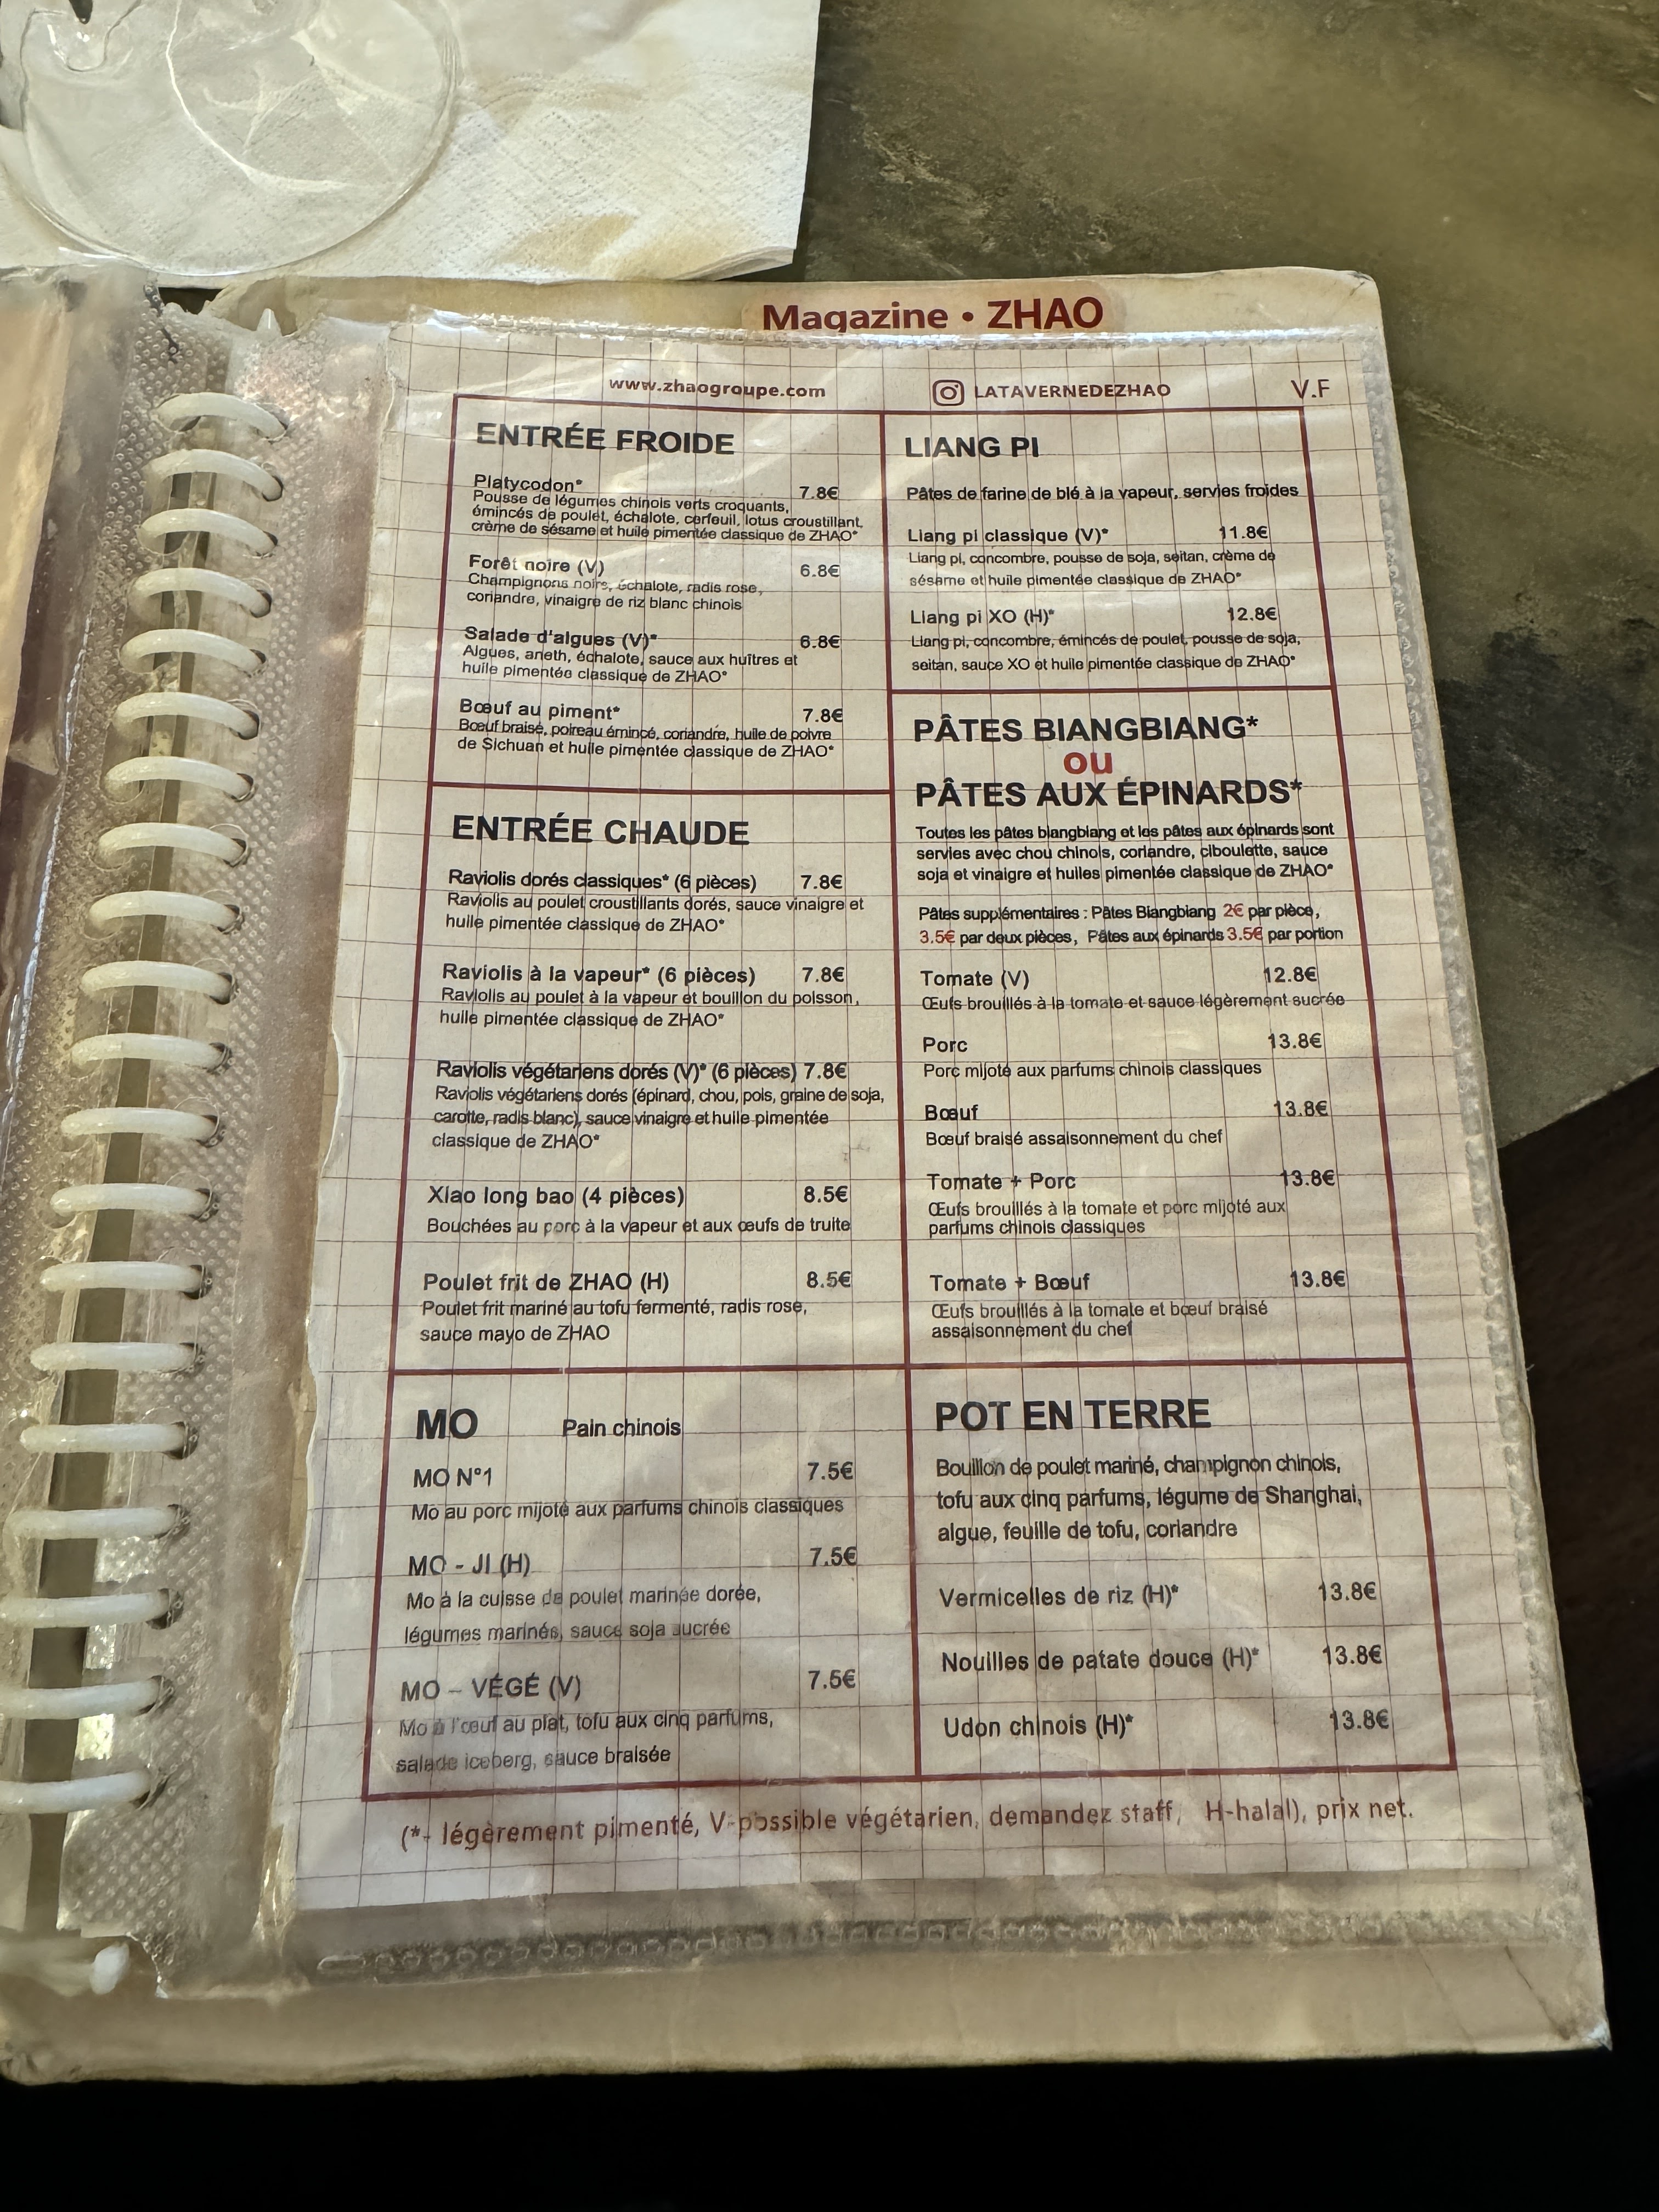 Magazine • ZHAO
www.zhaogroupe.com
LATAVERNEDEZHAO
V.F
ENTRÉE FROIDE
Platycodon* 7.8€
Pousse de légumes chinois verts croquants,
émincés de poulet, échalote, cerfeuil, lotus croustillant,
crème de sésame et huile pimentée classique de ZHAO*
Forêt noire (V) 6.8€
Champignons noirs, échalote, radis rose,
coriandre, vinaigre de riz blanc chinois
Salade d'algues (V)* 6.8€
Algues, aneth, échalote, sauce aux huîtres et
huile pimentée classique de ZHAO*
Bœuf au piment* 7.8€
Bœuf braisé, poireau émincé, coriandre, huile de poivre
de Sichuan et huile pimentée classique de ZHAO*
ENTRÉE CHAUDE
Raviolis dorés classiques* (6 pièces) 7.8€
Raviolis au poulet croustillants dorés, sauce vinaigre et
huile pimentée classique de ZHAO*
Raviolis à la vapeur* (6 pièces) 7.8€
Raviolis au poulet à la vapeur et bouillon du poisson,
huile pimentée classique de ZHAO*
Raviolis végétariens dorés (V)* (6 pièces) 7.8€
Raviolis végétariens dorés (épinard, chou, pois, graine de soja,
carotte, radis blanc), sauce vinaigre et huile pimentée
classique de ZHAO*
Xiao long bao (4 pièces) 8.5€
Bouchées au porc à la vapeur et aux œufs de truite
Poulet frit de ZHAO (H) 8.5€
Poulet frit mariné au tofu fermenté, radis rose,
sauce mayo de ZHAO
MO Pain chinois
MO N°1 7.5€
Mo au porc mijoté aux parfums chinois classiques
MO - JI (H) 7.5€
Mo à la cuisse de poulet marinée dorée,
légumes marinés, sauce soja sucrée
MO – VÉGÉ (V) 7.5€
Mo à l'œuf au plat, tofu aux cinq parfums,
salade iceberg, sauce braisée
LIANG PI
Pâtes de farine de blé à la vapeur, servies froides
Liang pi classique (V)* 11.8€
Liang pi, concombre, pousse de soja, seitan, crème de
sésame et huile pimentée classique de ZHAO*
Liang pi XO (H)* 12.8€
Liang pi, concombre, émincés de poulet, pousse de soja,
seitan, sauce XO et huile pimentée classique de ZHAO*
PÂTES BIANGBIANG*
ou
PÂTES AUX ÉPINARDS*
Toutes les pâtes biangbiang et les pâtes aux épinards sont
servies avec chou chinois, coriandre, ciboulette, sauce
soja et vinaigre et huiles pimentée classique de ZHAO*
Pâtes supplémentaires : Pâtes Biangbiang 2€ par pièce,
3.5€ par deux pièces, Pâtes aux épinards 3.5€ par portion
Tomate (V) 12.8€
Œufs brouillés à la tomate et sauce légèrement sucrée
Porc 13.8€
Porc mijoté aux parfums chinois classiques
Bœuf 13.8€
Bœuf braisé assaisonnement du chef
Tomate + Porc 13.8€
Œufs brouillés à la tomate et porc mijoté aux
parfums chinois classiques
Tomate + Bœuf 13.8€
Œufs brouillés à la tomate et bœuf braisé
assaisonnement du chef
POT EN TERRE
Bouillon de poulet mariné, champignon chinois,
tofu aux cinq parfums, légume de Shanghai,
algue, feuille de tofu, coriandre
Vermicelles de riz (H)* 13.8€
Nouilles de patate douce (H)* 13.8€
Udon chinois (H)* 13.8€
(*- légèrement pimenté, V-possible végétarien, demandez staff, H-halal), prix net.